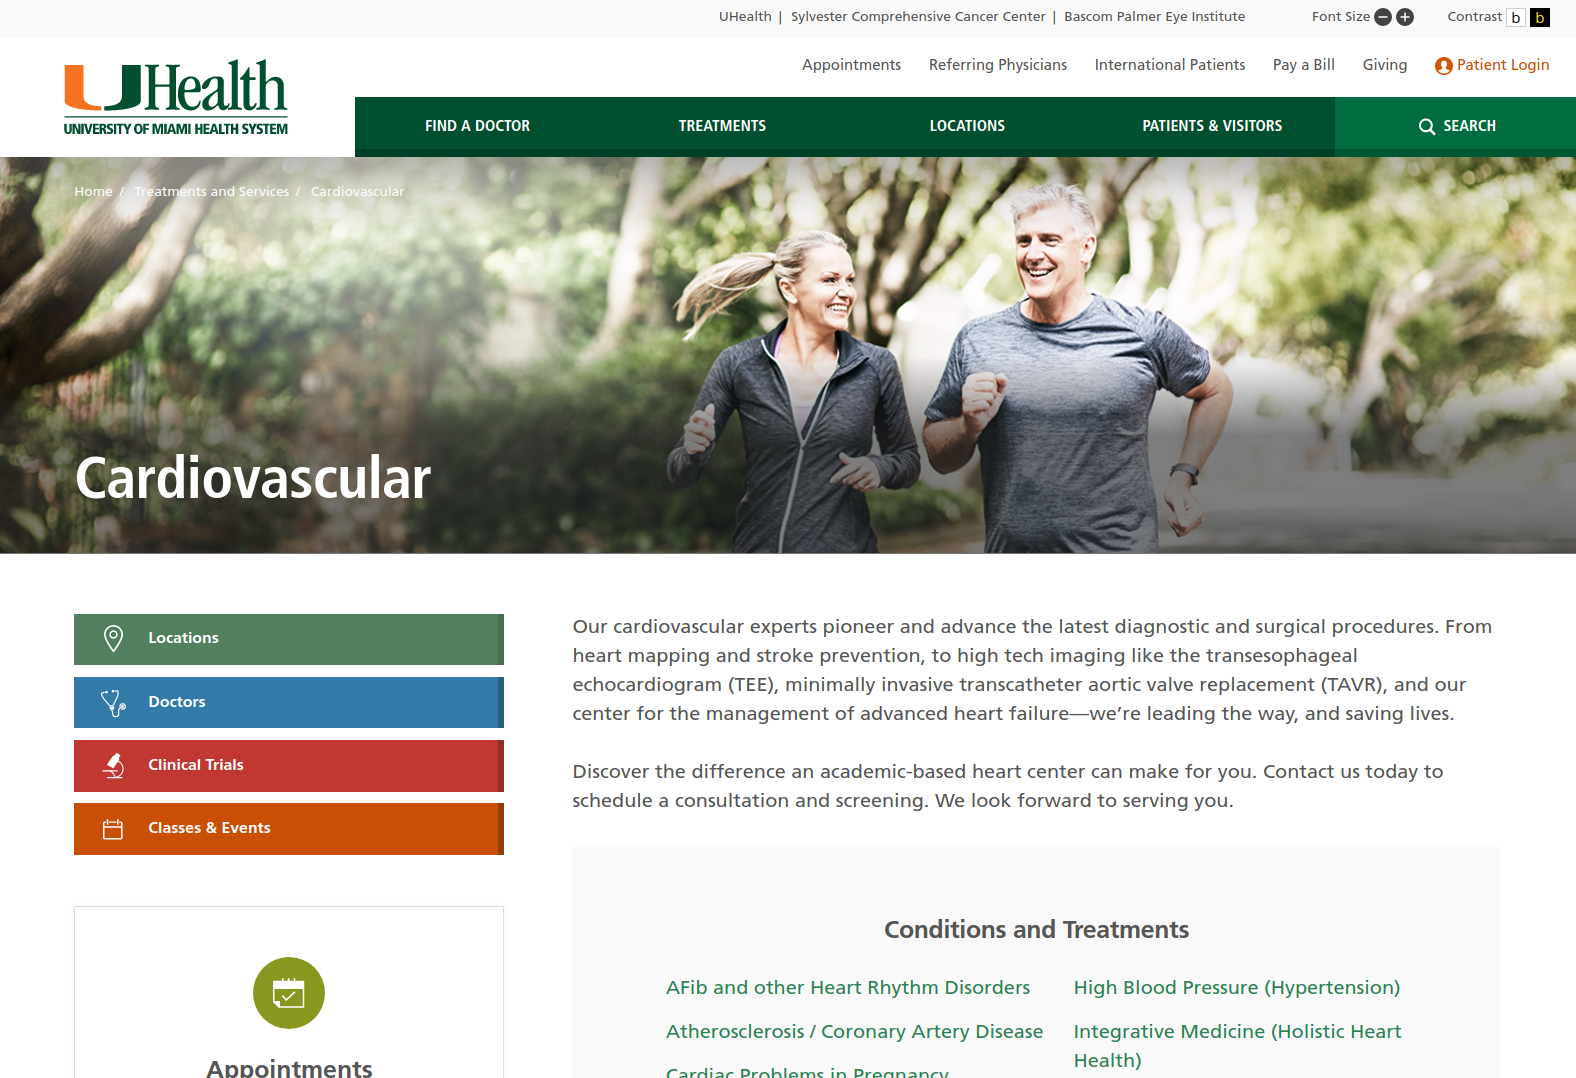 UHealth | Sylvester Comprehensive Cancer Center | Bascom Palmer Eye Institute
Font Size
Contrast b b
Appointments Referring Physicians International Patients Pay a Bill Giving Patient Login
UHealth
UNIVERSITY OF MIAMI HEALTH SYSTEM
FIND A DOCTOR TREATMENTS LOCATIONS PATIENTS & VISITORS SEARCH
Home / Treatments and Services / Cardiovascular
Cardiovascular
Locations
Doctors
Clinical Trials
Classes & Events
Appointments
Our cardiovascular experts pioneer and advance the latest diagnostic and surgical procedures. From
heart mapping and stroke prevention, to high tech imaging like the transesophageal
echocardiogram (TEE), minimally invasive transcatheter aortic valve replacement (TAVR), and our
center for the management of advanced heart failure—we’re leading the way, and saving lives.
Discover the difference an academic-based heart center can make for you. Contact us today to
schedule a consultation and screening. We look forward to serving you.
Conditions and Treatments
AFib and other Heart Rhythm Disorders
Atherosclerosis / Coronary Artery Disease
Cardiac Problems in Pregnancy
High Blood Pressure (Hypertension)
Integrative Medicine (Holistic Heart
Health)